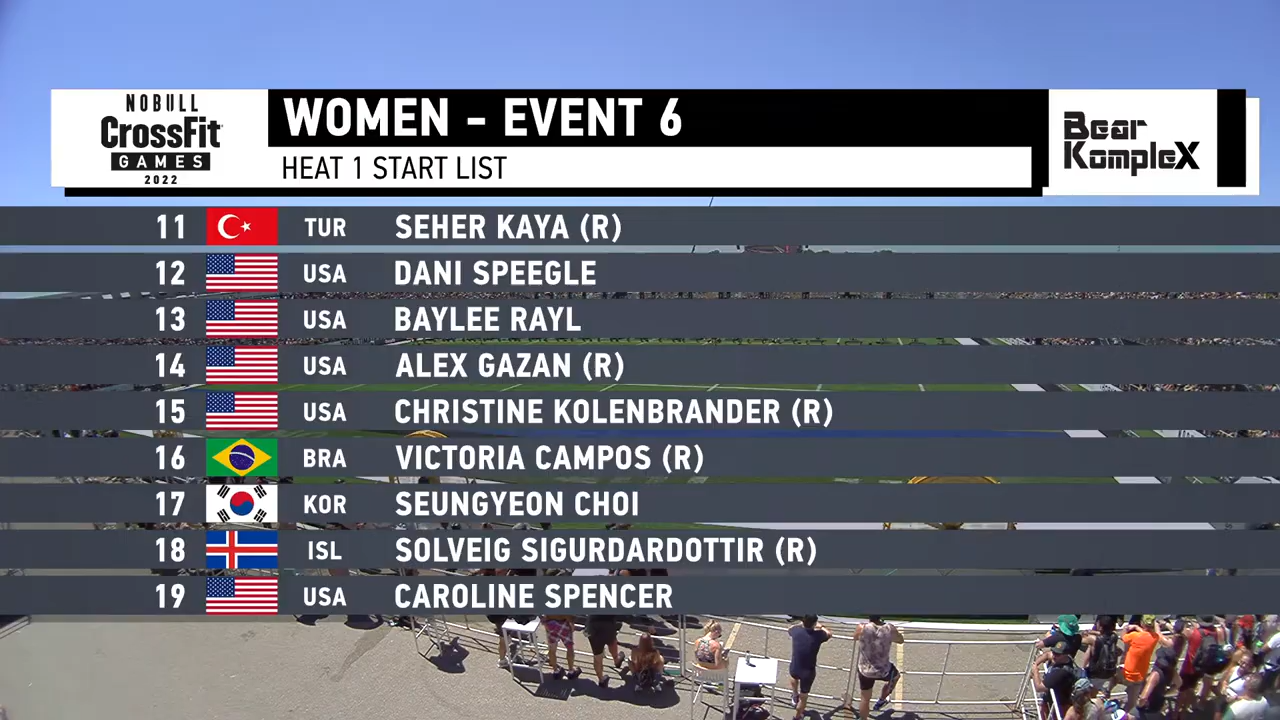 NOBULL
CrossFit
GAMES
2022
WOMEN - EVENT 6
HEAT 1 START LIST
Bear
KompleX
11 TUR SEHER KAYA (R)
12 USA DANI SPEEGLE
13 USA BAYLEE RAYL
14 USA ALEX GAZAN (R)
15 USA CHRISTINE KOLENBRANDER (R)
16 BRA VICTORIA CAMPOS (R)
17 KOR SEUNGYEON CHOI
18 ISL SOLVEIG SIGURDARDOTTIR (R)
19 USA CAROLINE SPENCER